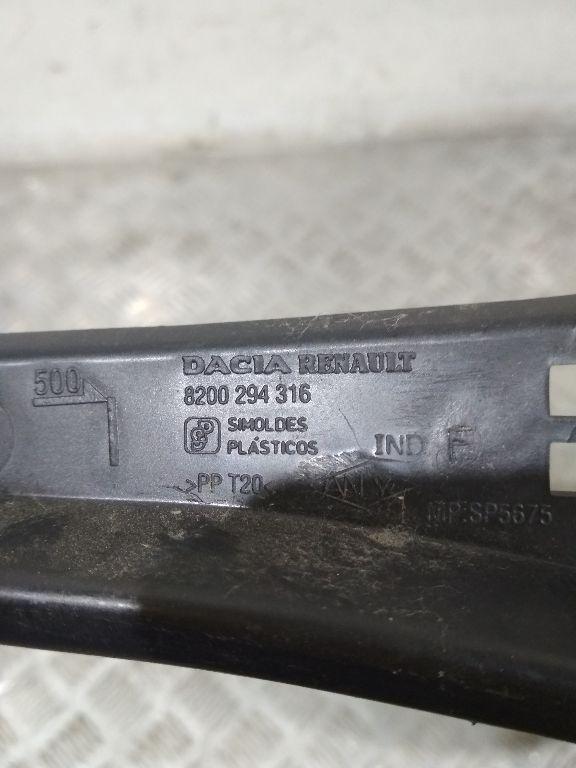 500
DACIA RENAULT
8200 294 316
SIMOLDES
PLÁSTICOS
IND F
>PP T20<
MP:SP5675